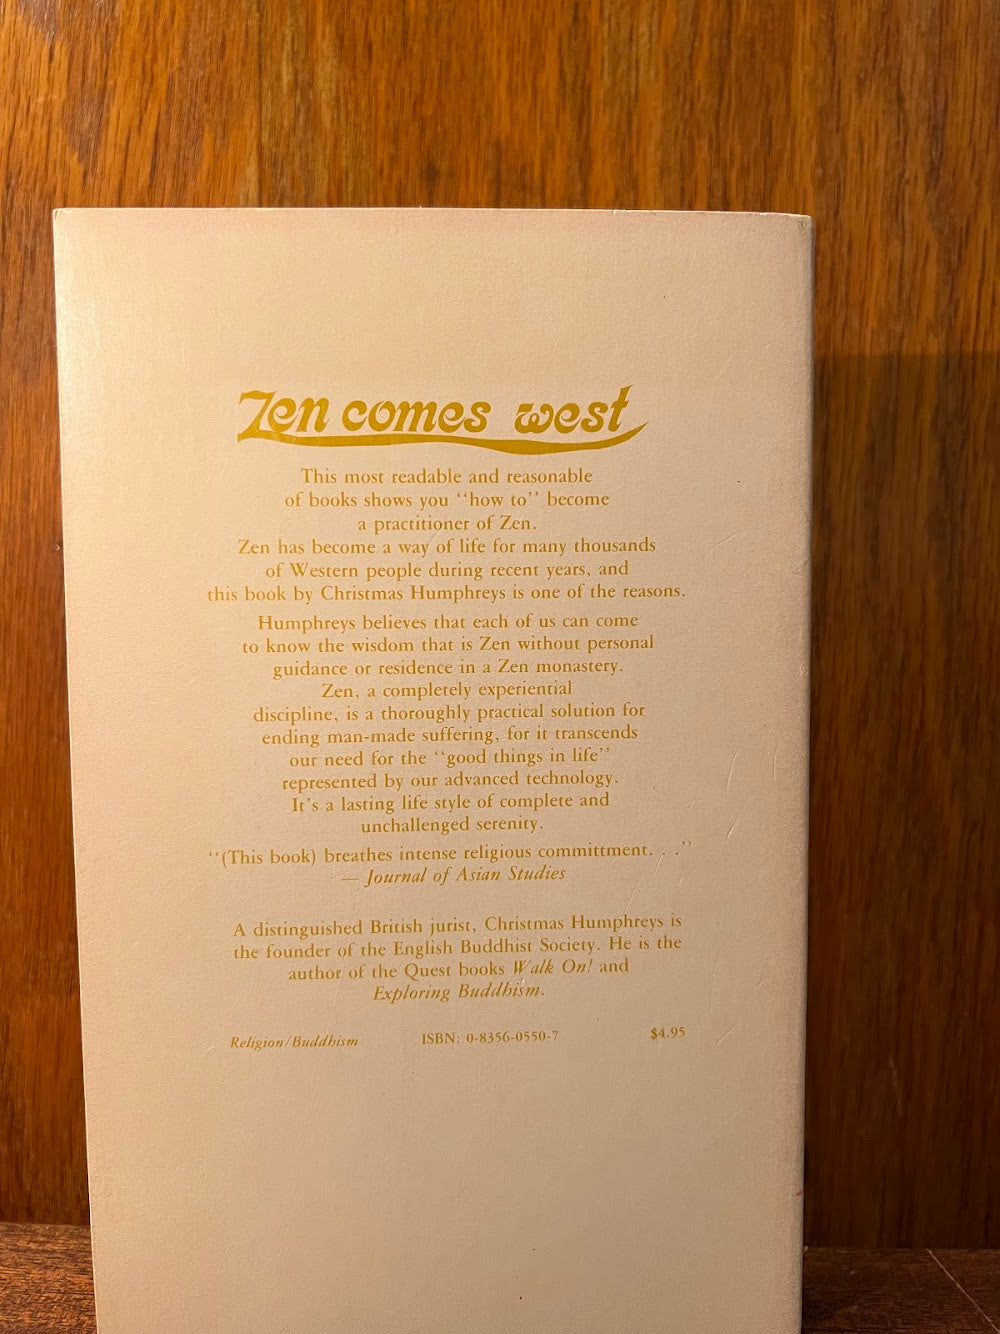 Zen comes west
This most readable and reasonable
of books shows you "how to" become
a practitioner of Zen.
Zen has become a way of life for many thousands
of Western people during recent years, and
this book by Christmas Humphreys is one of the reasons.
Humphreys believes that each of us can come
to know the wisdom that is Zen without personal
guidance or residence in a Zen monastery.
Zen, a completely experiential
discipline, is a thoroughly practical solution for
ending man-made suffering, for it transcends
our need for the "good things in life"
represented by our advanced technology.
It's a lasting life style of complete and
unchallenged serenity.
"(This book) breathes intense religious committment. . ."
— Journal of Asian Studies
A distinguished British jurist, Christmas Humphreys is
the founder of the English Buddhist Society. He is the
author of the Quest books Walk On! and
Exploring Buddhism.
Religion/Buddhism ISBN: 0-8356-0550-7 $4.95